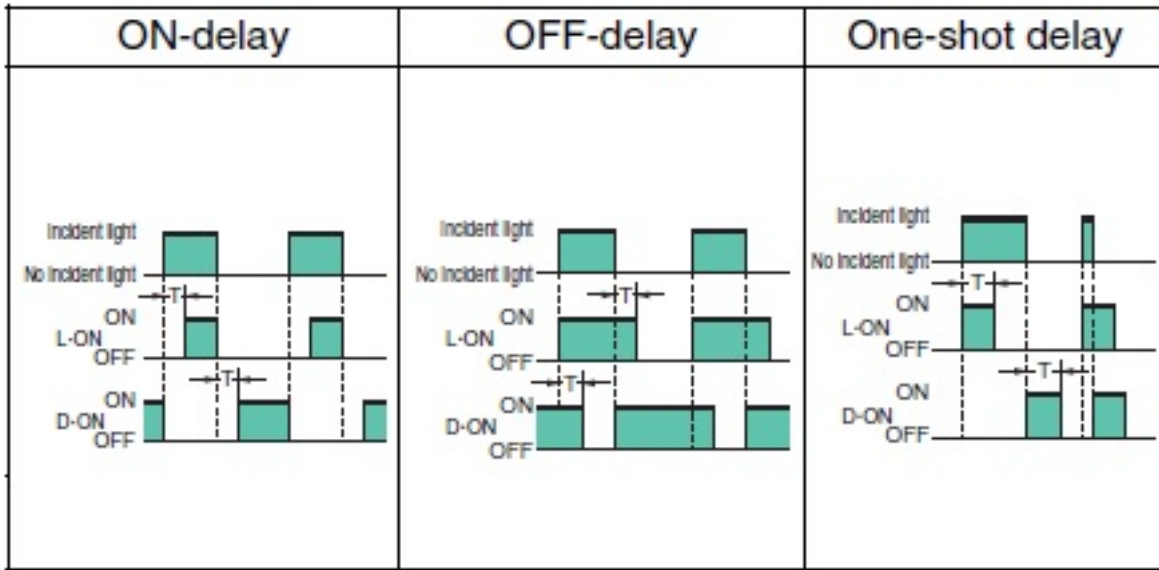 ON-delay
OFF-delay
One-shot delay
Incident light
No Incident light
T
ON
L-ON
OFF
T
ON
D-ON
OFF
Incident light
No Incident light
T
ON
L-ON
OFF
T
ON
D-ON
OFF
Incident light
No Incident light
T
ON
L-ON
OFF
T
ON
D-ON
OFF